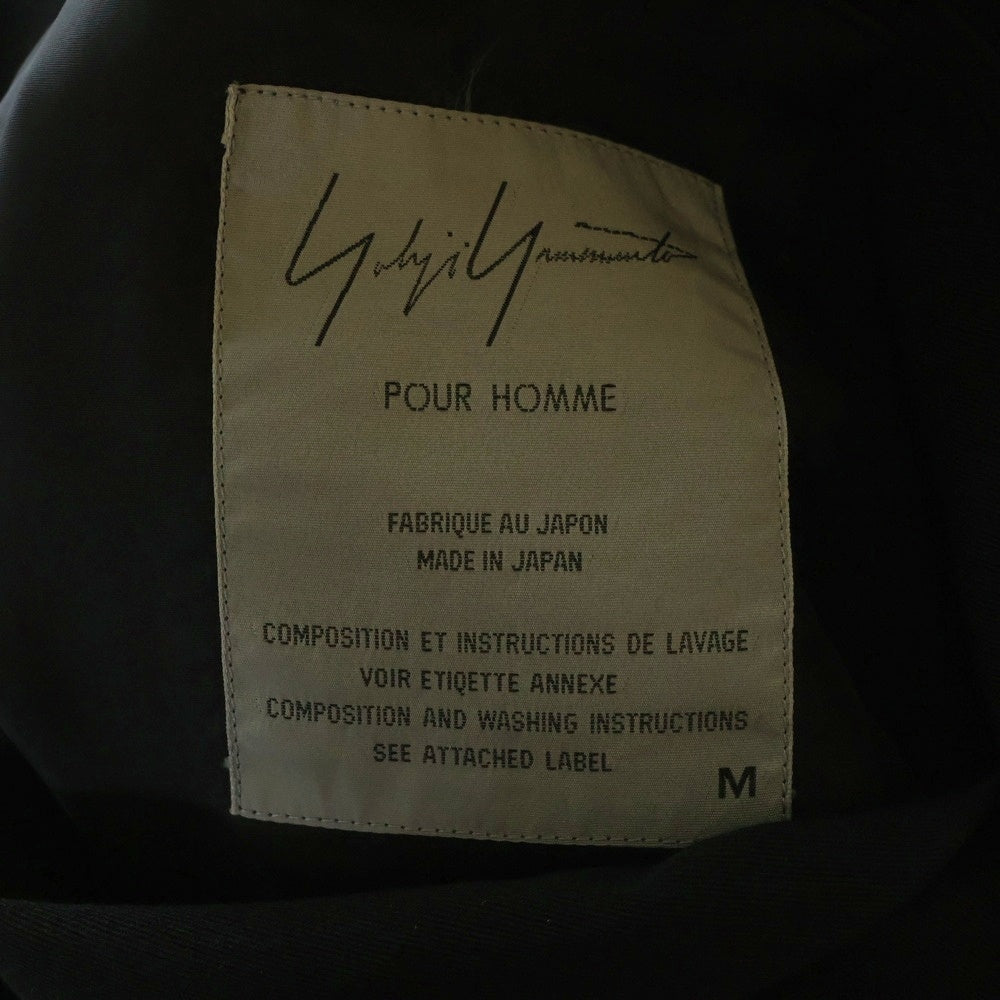 Yohji Yamamoto
POUR HOMME
FABRIQUE AU JAPON
MADE IN JAPAN
COMPOSITION ET INSTRUCTIONS DE LAVAGE
VOIR ETIQETTE ANNEXE
COMPOSITION AND WASHING INSTRUCTIONS
SEE ATTACHED LABEL
M